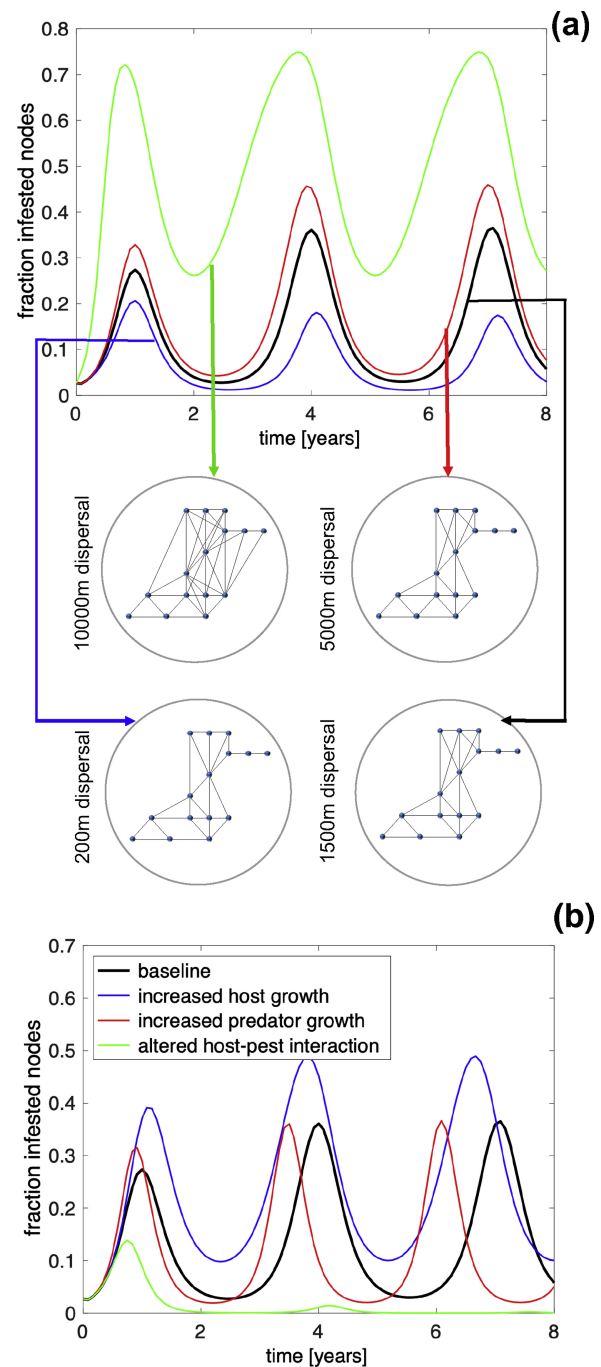 (a)
0.8
0.7
0.6
0.5
0.4
0.3
0.2
0.1
0
fraction infested nodes
0 2 4 6 8
time [years]
10000m dispersal
5000m dispersal
200m dispersal
1500m dispersal
(b)
0.7
0.6
0.5
0.4
0.3
0.2
0.1
0
fraction infested nodes
baseline
increased host growth
increased predator growth
altered host-pest interaction
0 2 4 6 8
time [years]